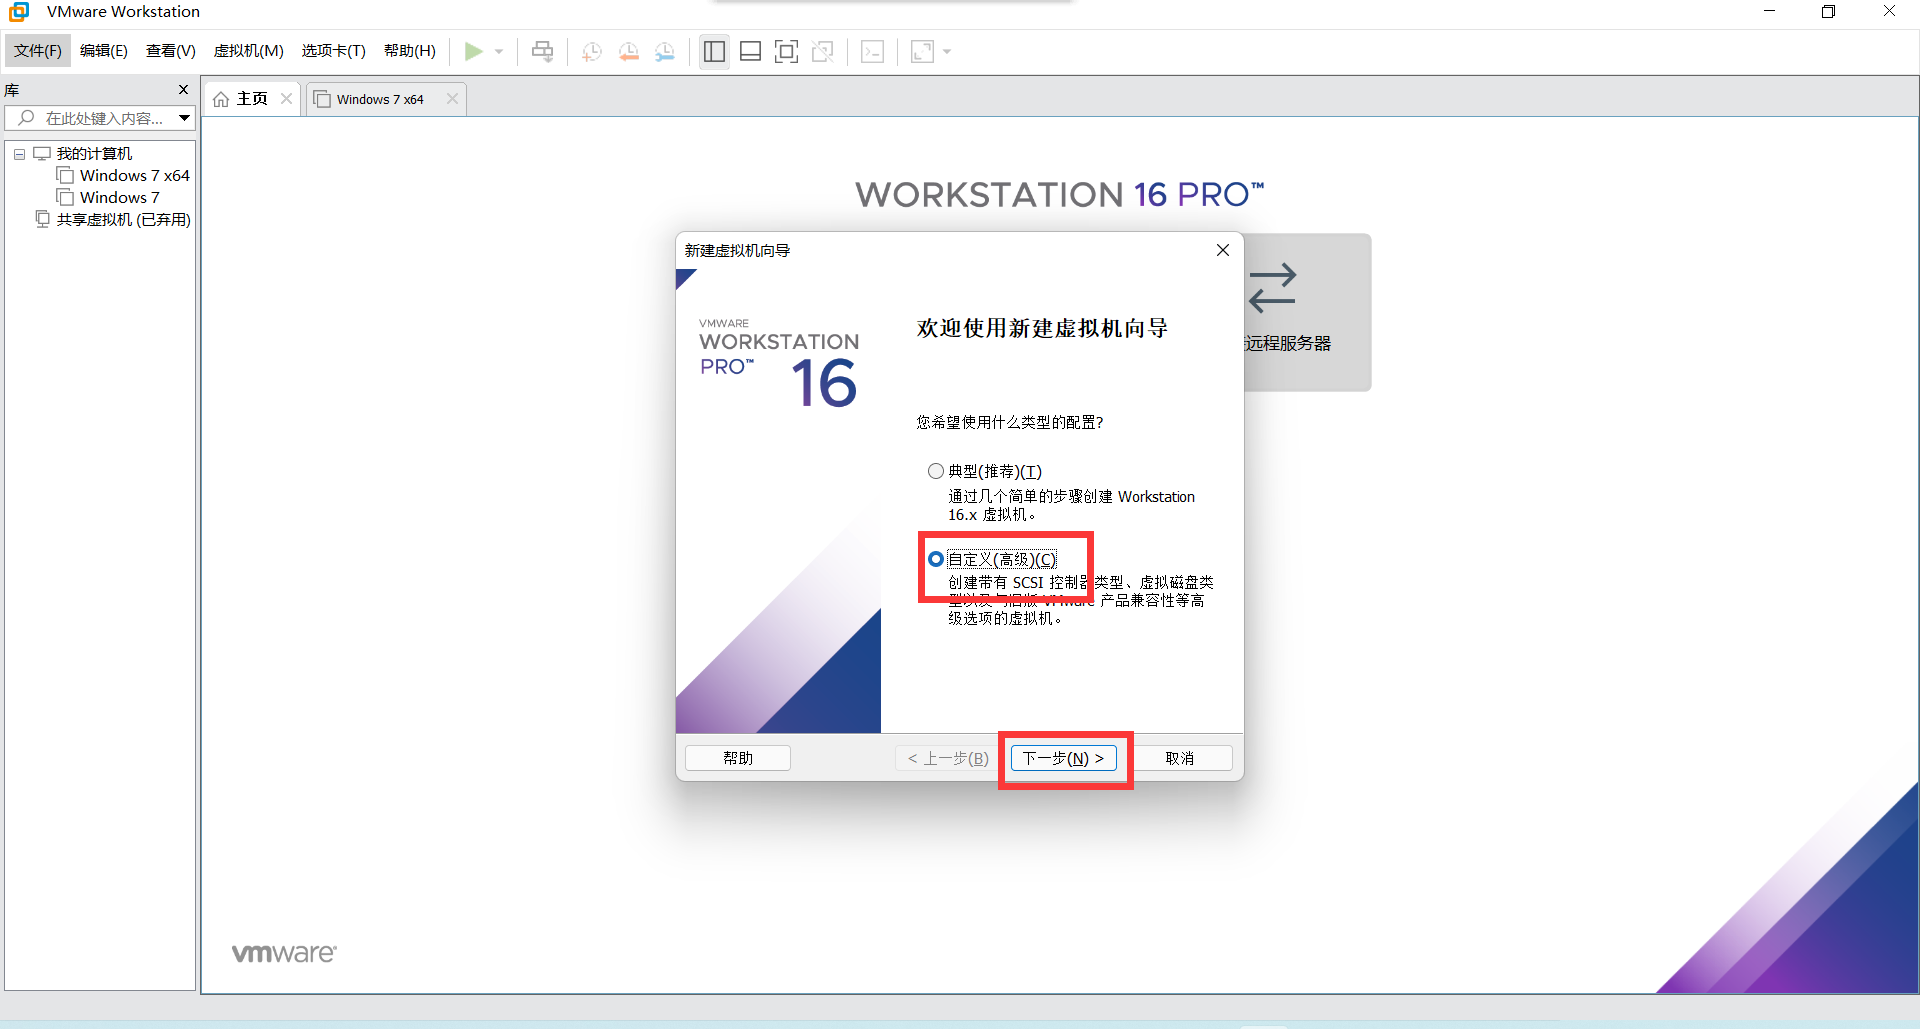 VMware Workstation
文件(F) 编辑(E) 查看(V) 虚拟机(M) 选项卡(T) 帮助(H)
库
在此处键入内容...
我的计算机
Windows 7 x64
Windows 7
共享虚拟机 (已弃用)
主页
Windows 7 x64
WORKSTATION 16 PRO™
远程服务器
新建虚拟机向导
VMWARE
WORKSTATION
PRO™ 16
欢迎使用新建虚拟机向导
您希望使用什么类型的配置?
典型(推荐)(T)
通过几个简单的步骤创建 Workstation
16.x 虚拟机。
自定义(高级)(C)
创建带有 SCSI 控制器类型、虚拟磁盘类
型以及与旧版 VMware 产品兼容性等高
级选项的虚拟机。
帮助
< 上一步(B)
下一步(N) >
取消
vmware®